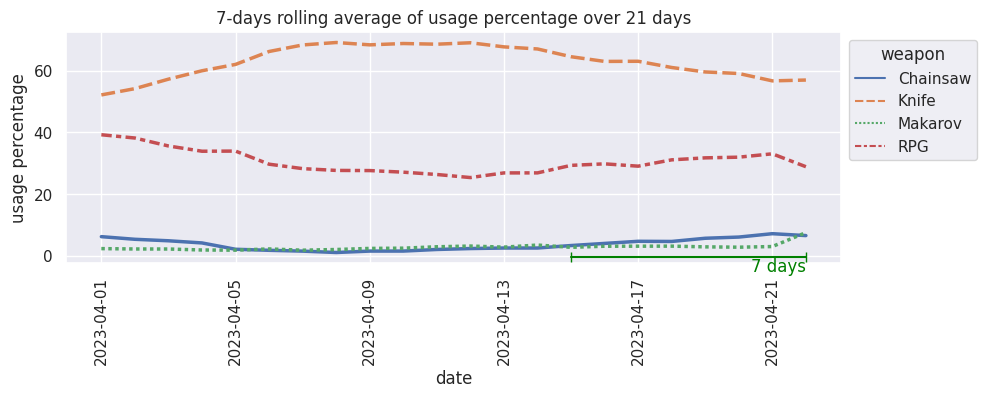 7-days rolling average of usage percentage over 21 days
usage percentage
60
40
20
0
7 days
2023-04-01
2023-04-05
2023-04-09
2023-04-13
2023-04-17
2023-04-21
date
weapon
Chainsaw
Knife
Makarov
RPG